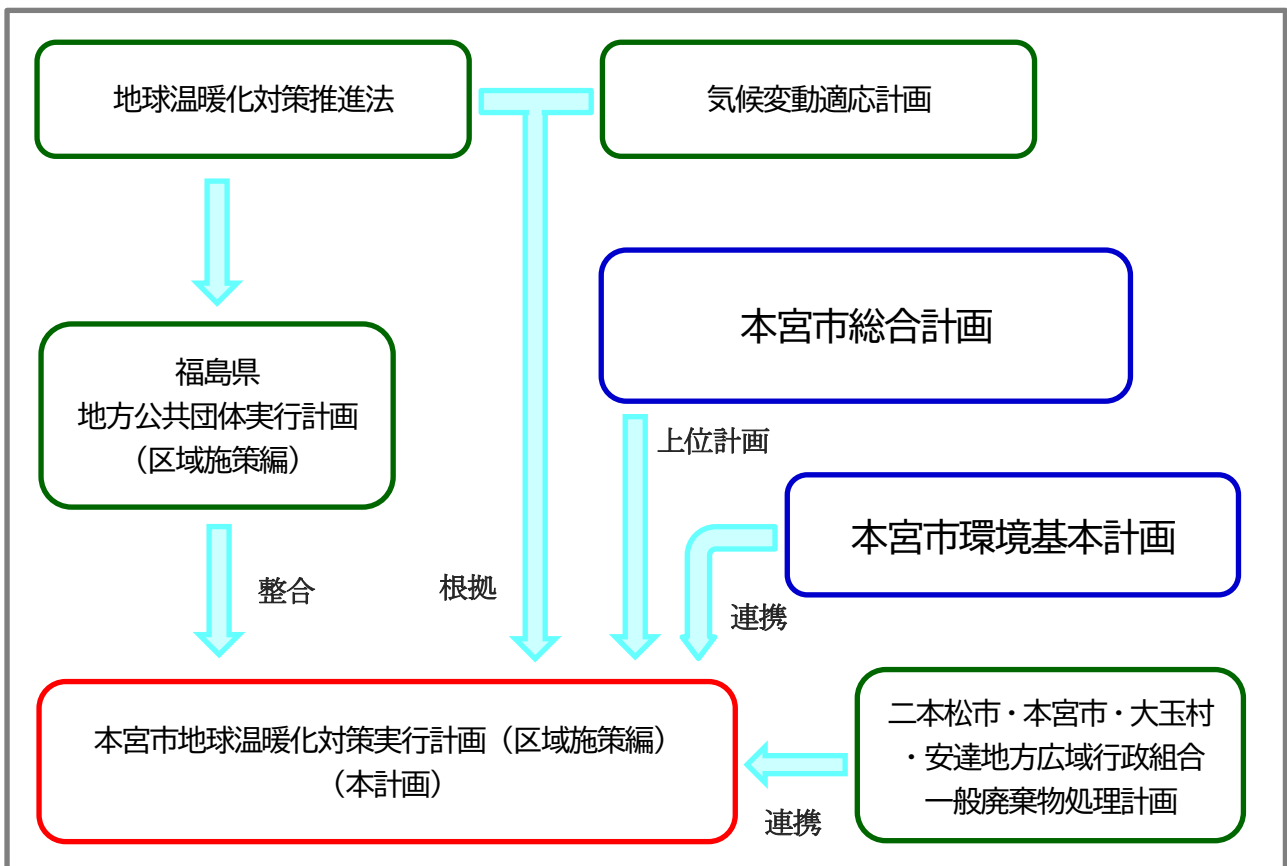 地球温暖化対策推進法
気候変動適応計画
本宮市総合計画
福島県
地方公共団体実行計画
（区域施策編）
上位計画
本宮市環境基本計画
整合
根拠
連携
本宮市地球温暖化対策実行計画（区域施策編）
（本計画）
二本松市・本宮市・大玉村
・安達地方広域行政組合
一般廃棄物処理計画
連携